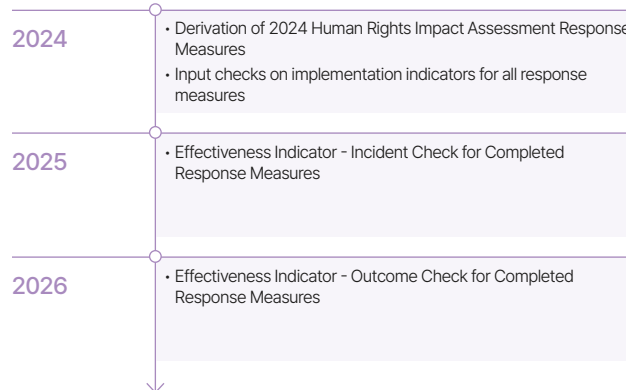 2024
• Derivation of 2024 Human Rights Impact Assessment Response
Measures
• Input checks on implementation indicators for all response
measures
2025
• Effectiveness Indicator - Incident Check for Completed
Response Measures
2026
• Effectiveness Indicator - Outcome Check for Completed
Response Measures